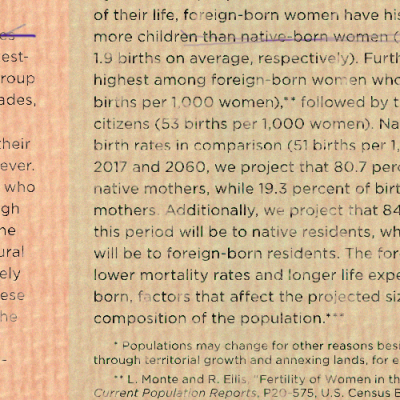 of their life, foreign-born women have his
more children than native-born women (
1.9 births on average, respectively). Furth
highest among foreign-born women who
births per 1,000 women),** followed by t
citizens (53 births per 1,000 women). Na
birth rates in comparison (51 births per 1,
2017 and 2060, we project that 80.7 perc
native mothers, while 19.3 percent of birt
mothers. Additionally, we project that 84
this period will be to native residents, wh
will be to foreign-born residents. The for
lower mortality rates and longer life expe
born, factors that affect the projected siz
composition of the population.***
* Populations may change for other reasons besi
through territorial growth and annexing lands, for e
** L. Monte and R. Ellis, "Fertility of Women in th
Current Population Reports, P20-575, U.S. Census B
est-
roup
ades,
heir
ever.
who
gh
he
ural
ely
ese
he